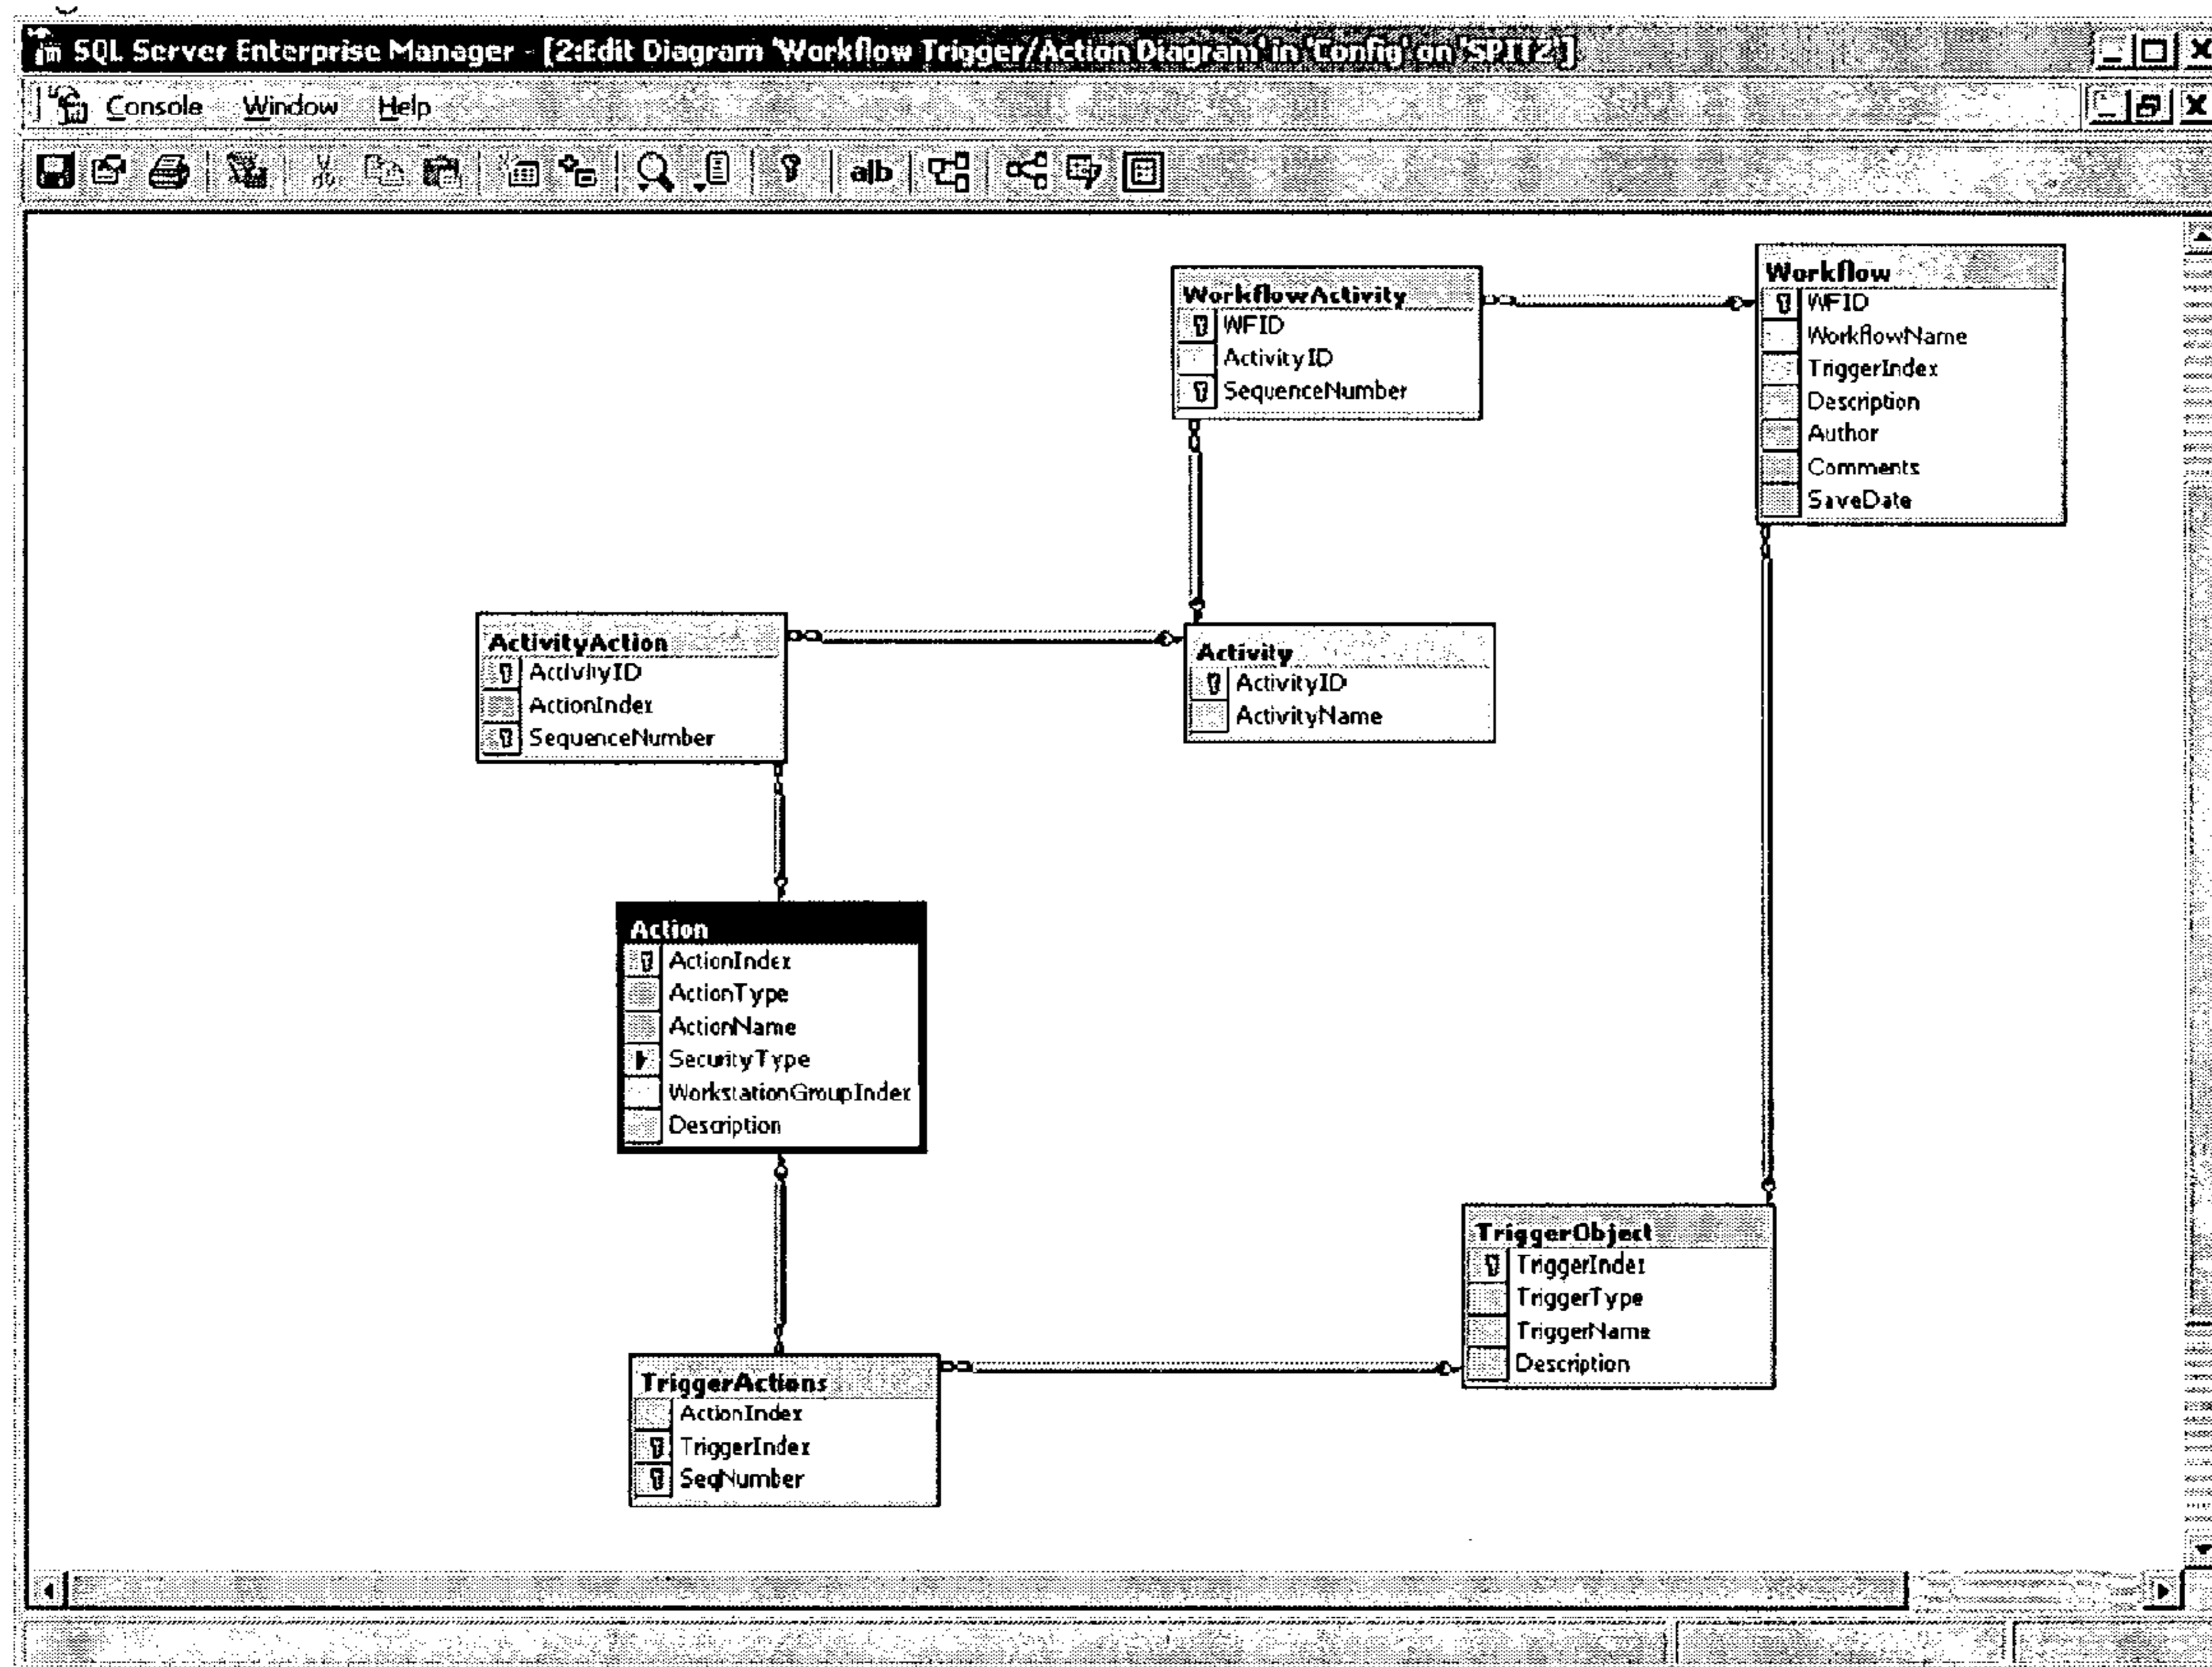 SQL Server Enterprise Manager - [2:Edit Diagram 'Workflow Trigger/Action Diagram' in 'Config' on 'SPITZ']
Console Window Help
a|b
WorkflowActivity
WFID
ActivityID
SequenceNumber
Workflow
WFID
WorkflowName
TriggerIndex
Description
Author
Comments
SaveDate
ActivityAction
ActivityID
ActionIndex
SequenceNumber
Activity
ActivityID
ActivityName
Action
ActionIndex
ActionType
ActionName
SecurityType
WorkstationGroupIndex
Description
TriggerObject
TriggerIndex
TriggerType
TriggerName
Description
TriggerActions
ActionIndex
TriggerIndex
SeqNumber